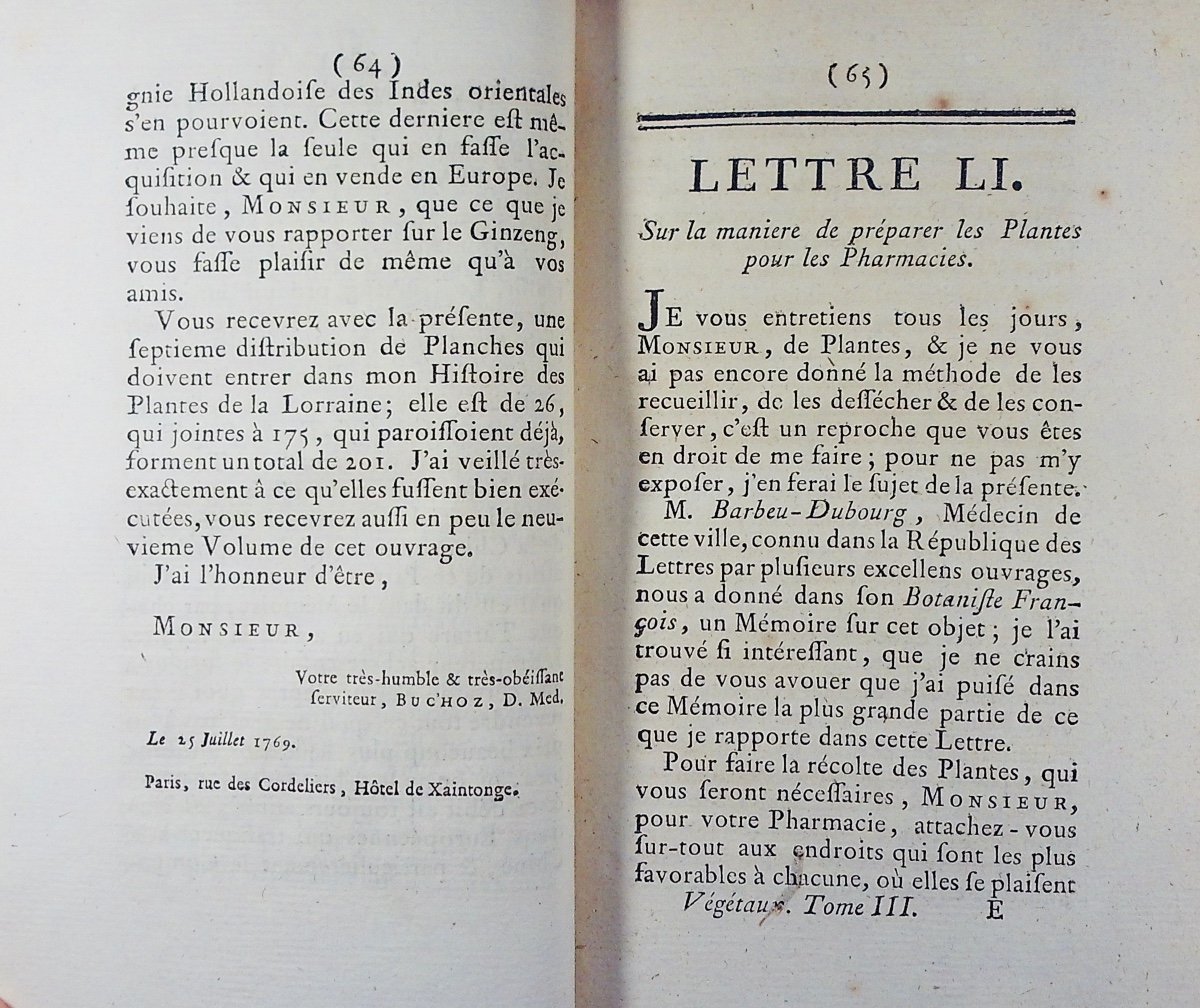 (64)
gnie Hollandoiſe des Indes orientales
s'en pourvoient. Cette derniere eſt mê-
me preſque la ſeule qui en faſſe l'ac-
quiſition & qui en vende en Europe. Je
ſouhaite, MONSIEUR, que ce que je
viens de vous rapporter ſur le Ginzeng,
vous faſſe plaiſir de même qu'à vos
amis.
Vous recevrez avec la préſente, une
ſeptieme diſtribution de Planches qui
doivent entrer dans mon Hiſtoire des
Plantes de la Lorraine; elle eſt de 26,
qui jointes à 175, qui paroiſſoient déjà,
forment un total de 201. J'ai veillé très-
exactement â ce qu'elles fuſſent bien exé-
cutées, vous recevrez auſſi en peu le neu-
vieme Volume de cet ouvrage.
J'ai l'honneur d'être,
MONSIEUR,
Votre très-humble & très-obéiſſant
ſerviteur, BUC'HOZ, D. Med.
Le 25 Juillet 1769.
Paris, rue des Cordeliers, Hôtel de Xaintonge.
(65)
LETTRE LI.
Sur la maniere de préparer les Plantes
pour les Pharmacies.
JE vous entretiens tous les jours,
MONSIEUR, de Plantes, & je ne vous
ai pas encore donné la méthode de les
recueillir, de les deſſécher & de les con-
ſerver, c'eſt un reproche que vous êtes
en droit de me faire; pour ne pas m'y
expoſer, j'en ferai le ſujet de la préſente.
M. Barbeu-Dubourg, Médecin de
cette ville, connu dans la République des
Lettres par pluſieurs excellens ouvrages,
nous a donné dans ſon Botaniſte Fran-
çois, un Mémoire ſur cet objet; je l'ai
trouvé ſi intéreſſant, que je ne crains
pas de vous avouer que j'ai puiſé dans
ce Mémoire la plus grande partie de ce
que je rapporte dans cette Lettre.
Pour faire la récolte des Plantes, qui
vous ſeront néceſſaires, MONSIEUR,
pour votre Pharmacie, attachez-vous
ſur-tout aux endroits qui ſont les plus
favorables à chacune, où elles ſe plaiſent
Végétaux. Tome III. E